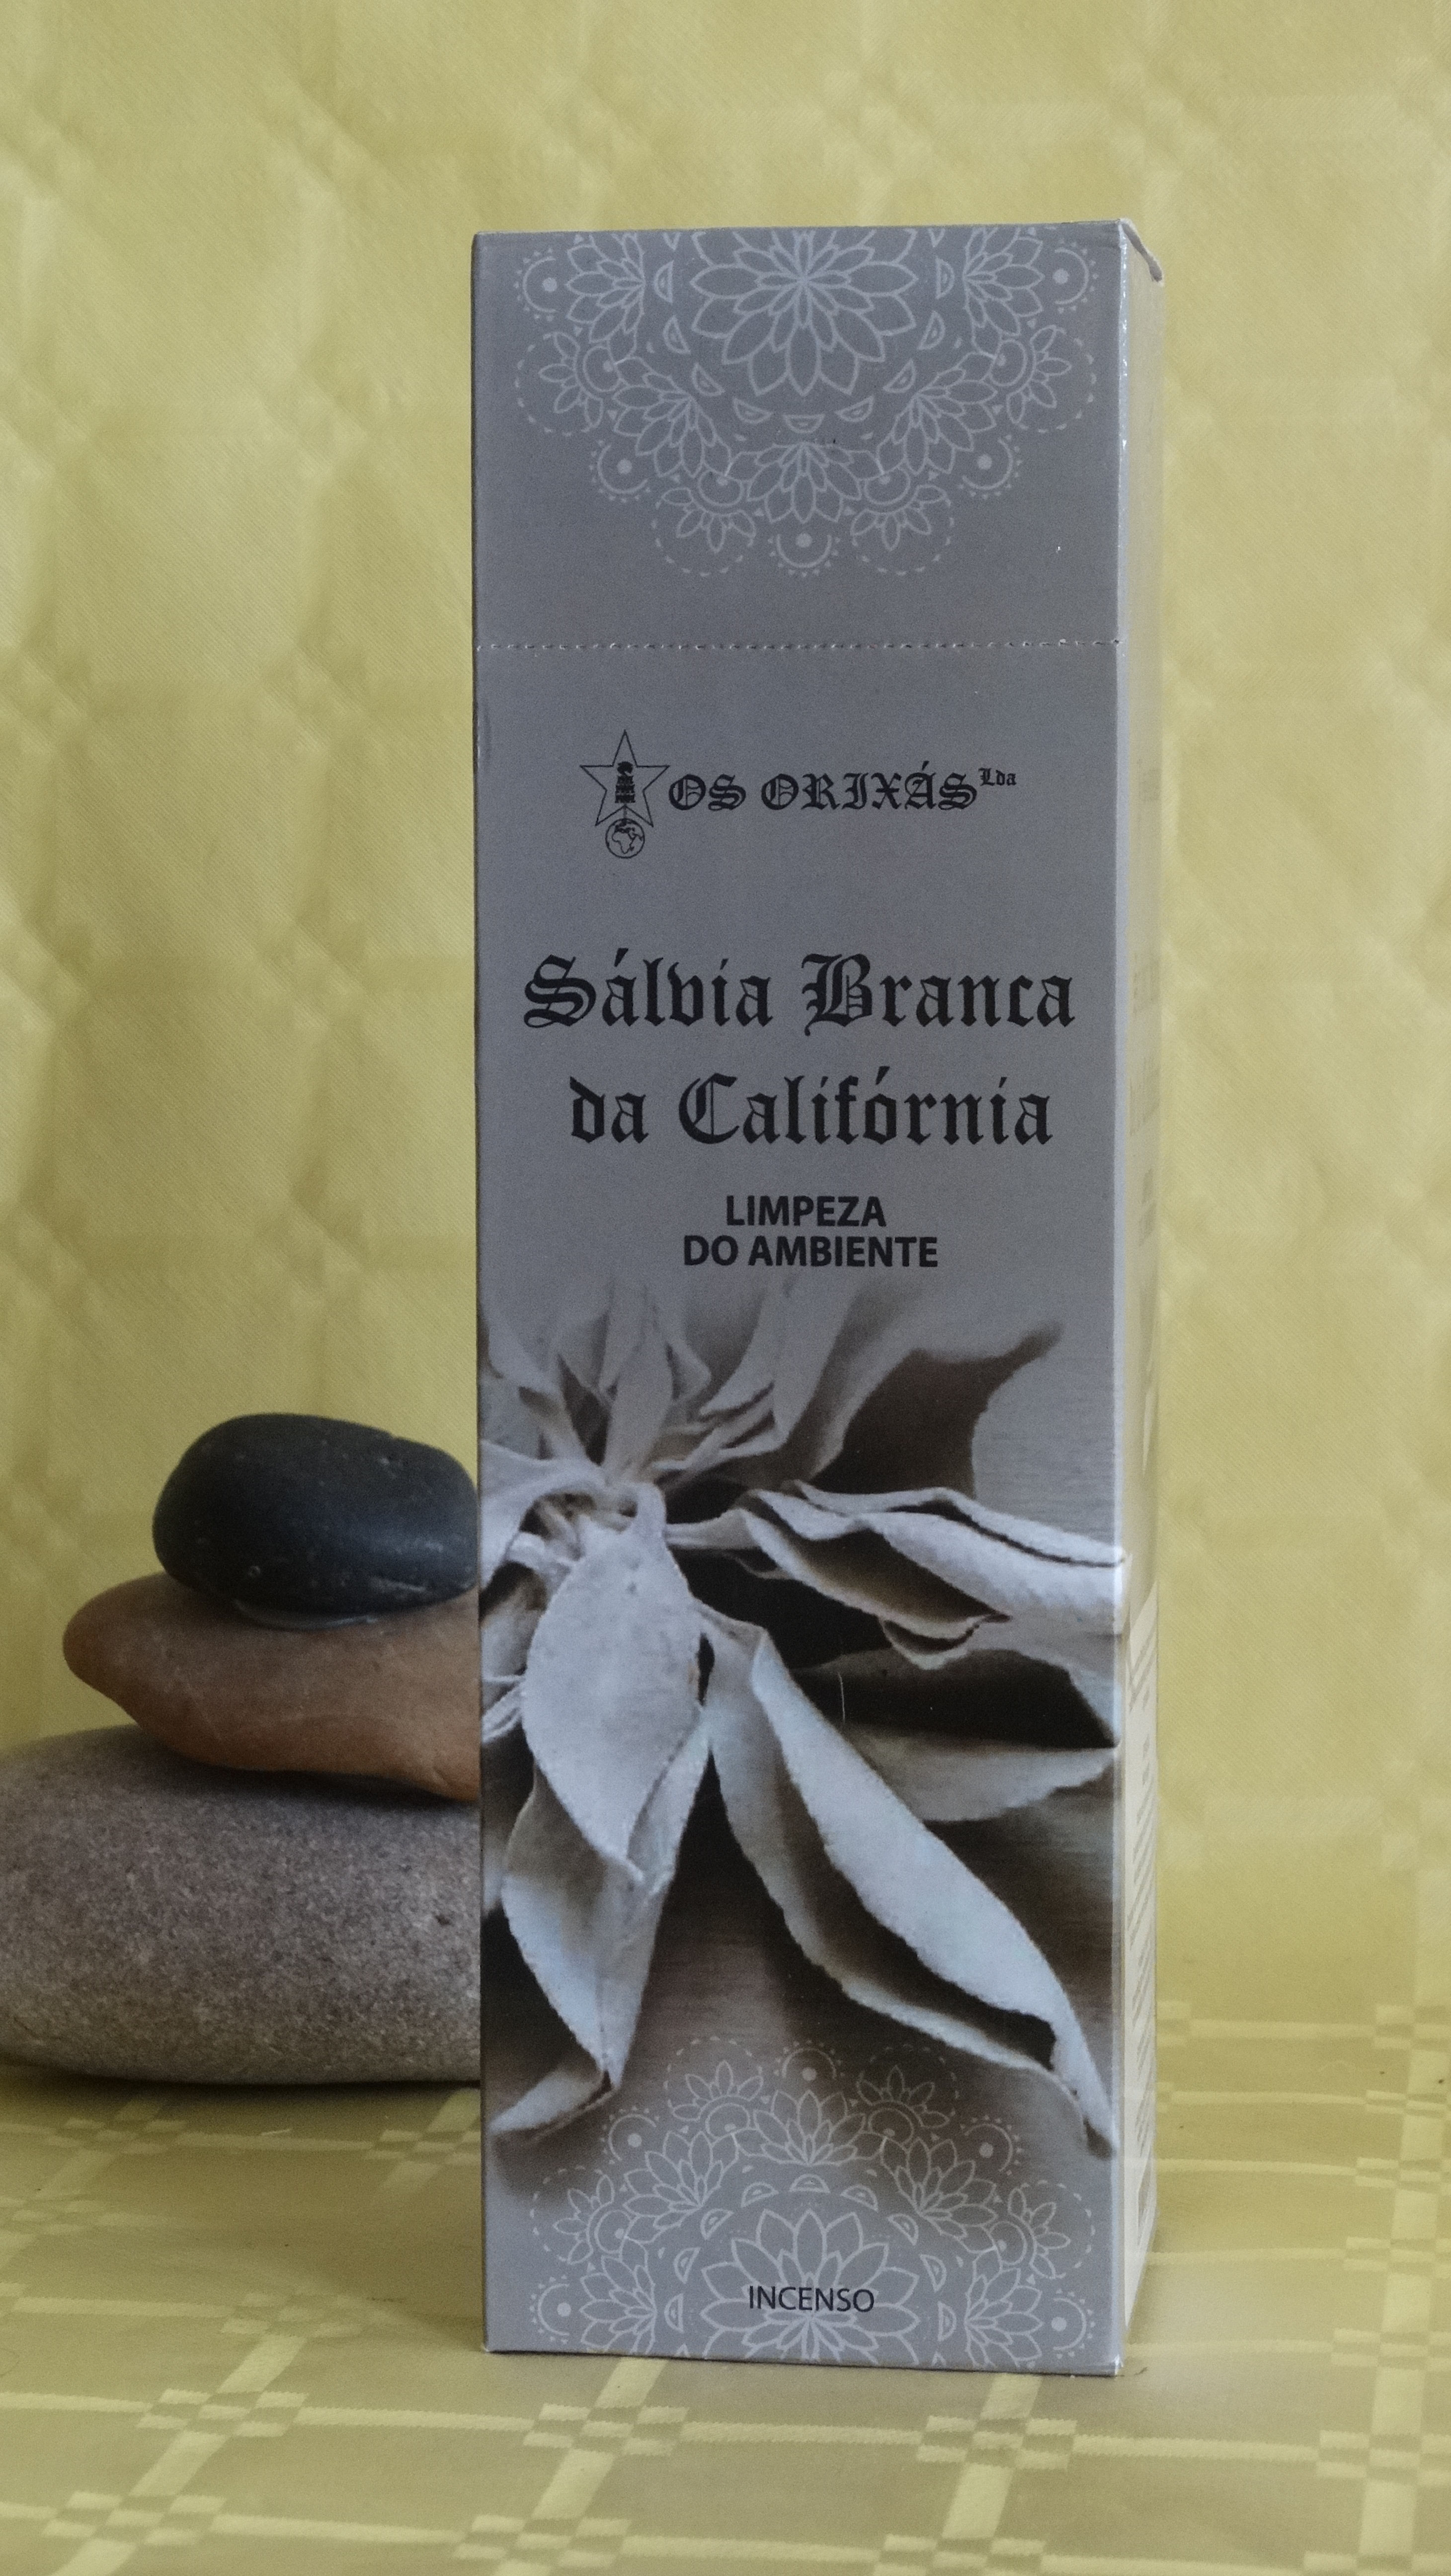 OS ORIXÁS Lda
Sálvia Branca
da Califórnia
LIMPEZA
DO AMBIENTE
INCENSO